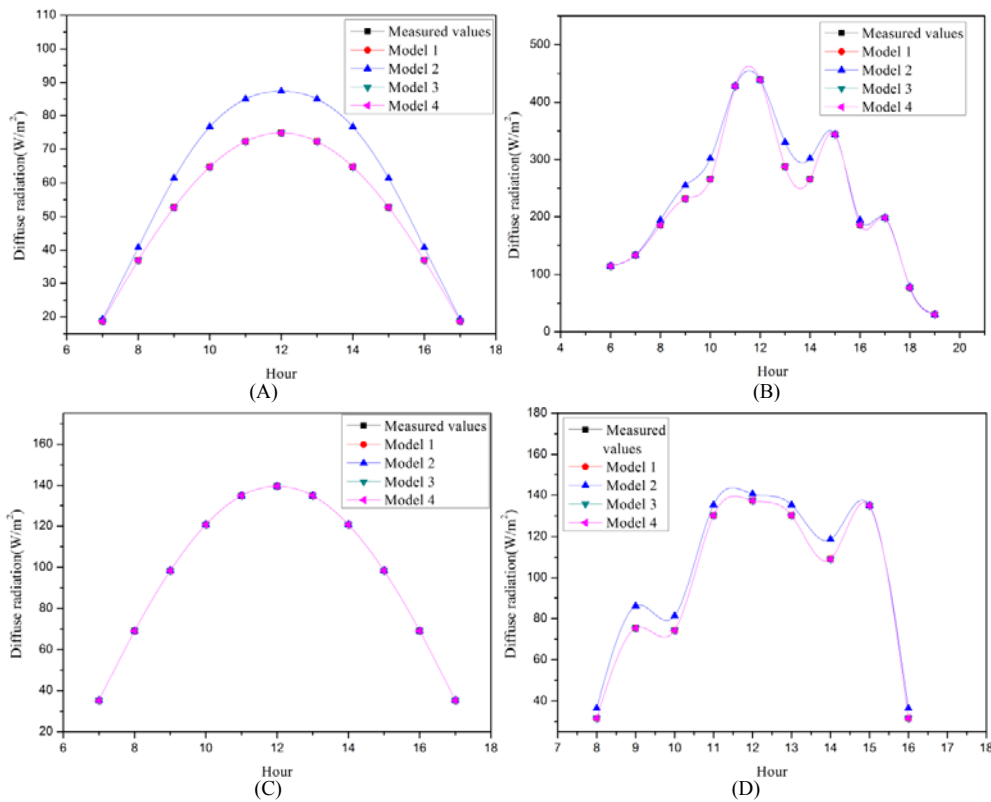 110
100
90
80
70
60
50
40
30
20
Diffuse radiation(W/m²)
6 8 10 12 14 16 18
Hour
Measured values
Model 1
Model 2
Model 3
Model 4
(A)
500
400
300
200
100
0
Diffuse radiation(W/m²)
4 6 8 10 12 14 16 18 20
Hour
Measured values
Model 1
Model 2
Model 3
Model 4
(B)
160
140
120
100
80
60
40
20
Diffuse radiation(W/m²)
6 8 10 12 14 16 18
Hour
Measured values
Model 1
Model 2
Model 3
Model 4
(C)
180
160
140
120
100
80
60
40
Diffuse radiation(W/m²)
7 8 9 10 11 12 13 14 15 16 17 18
Hour
Measured
values
Model 1
Model 2
Model 3
Model 4
(D)